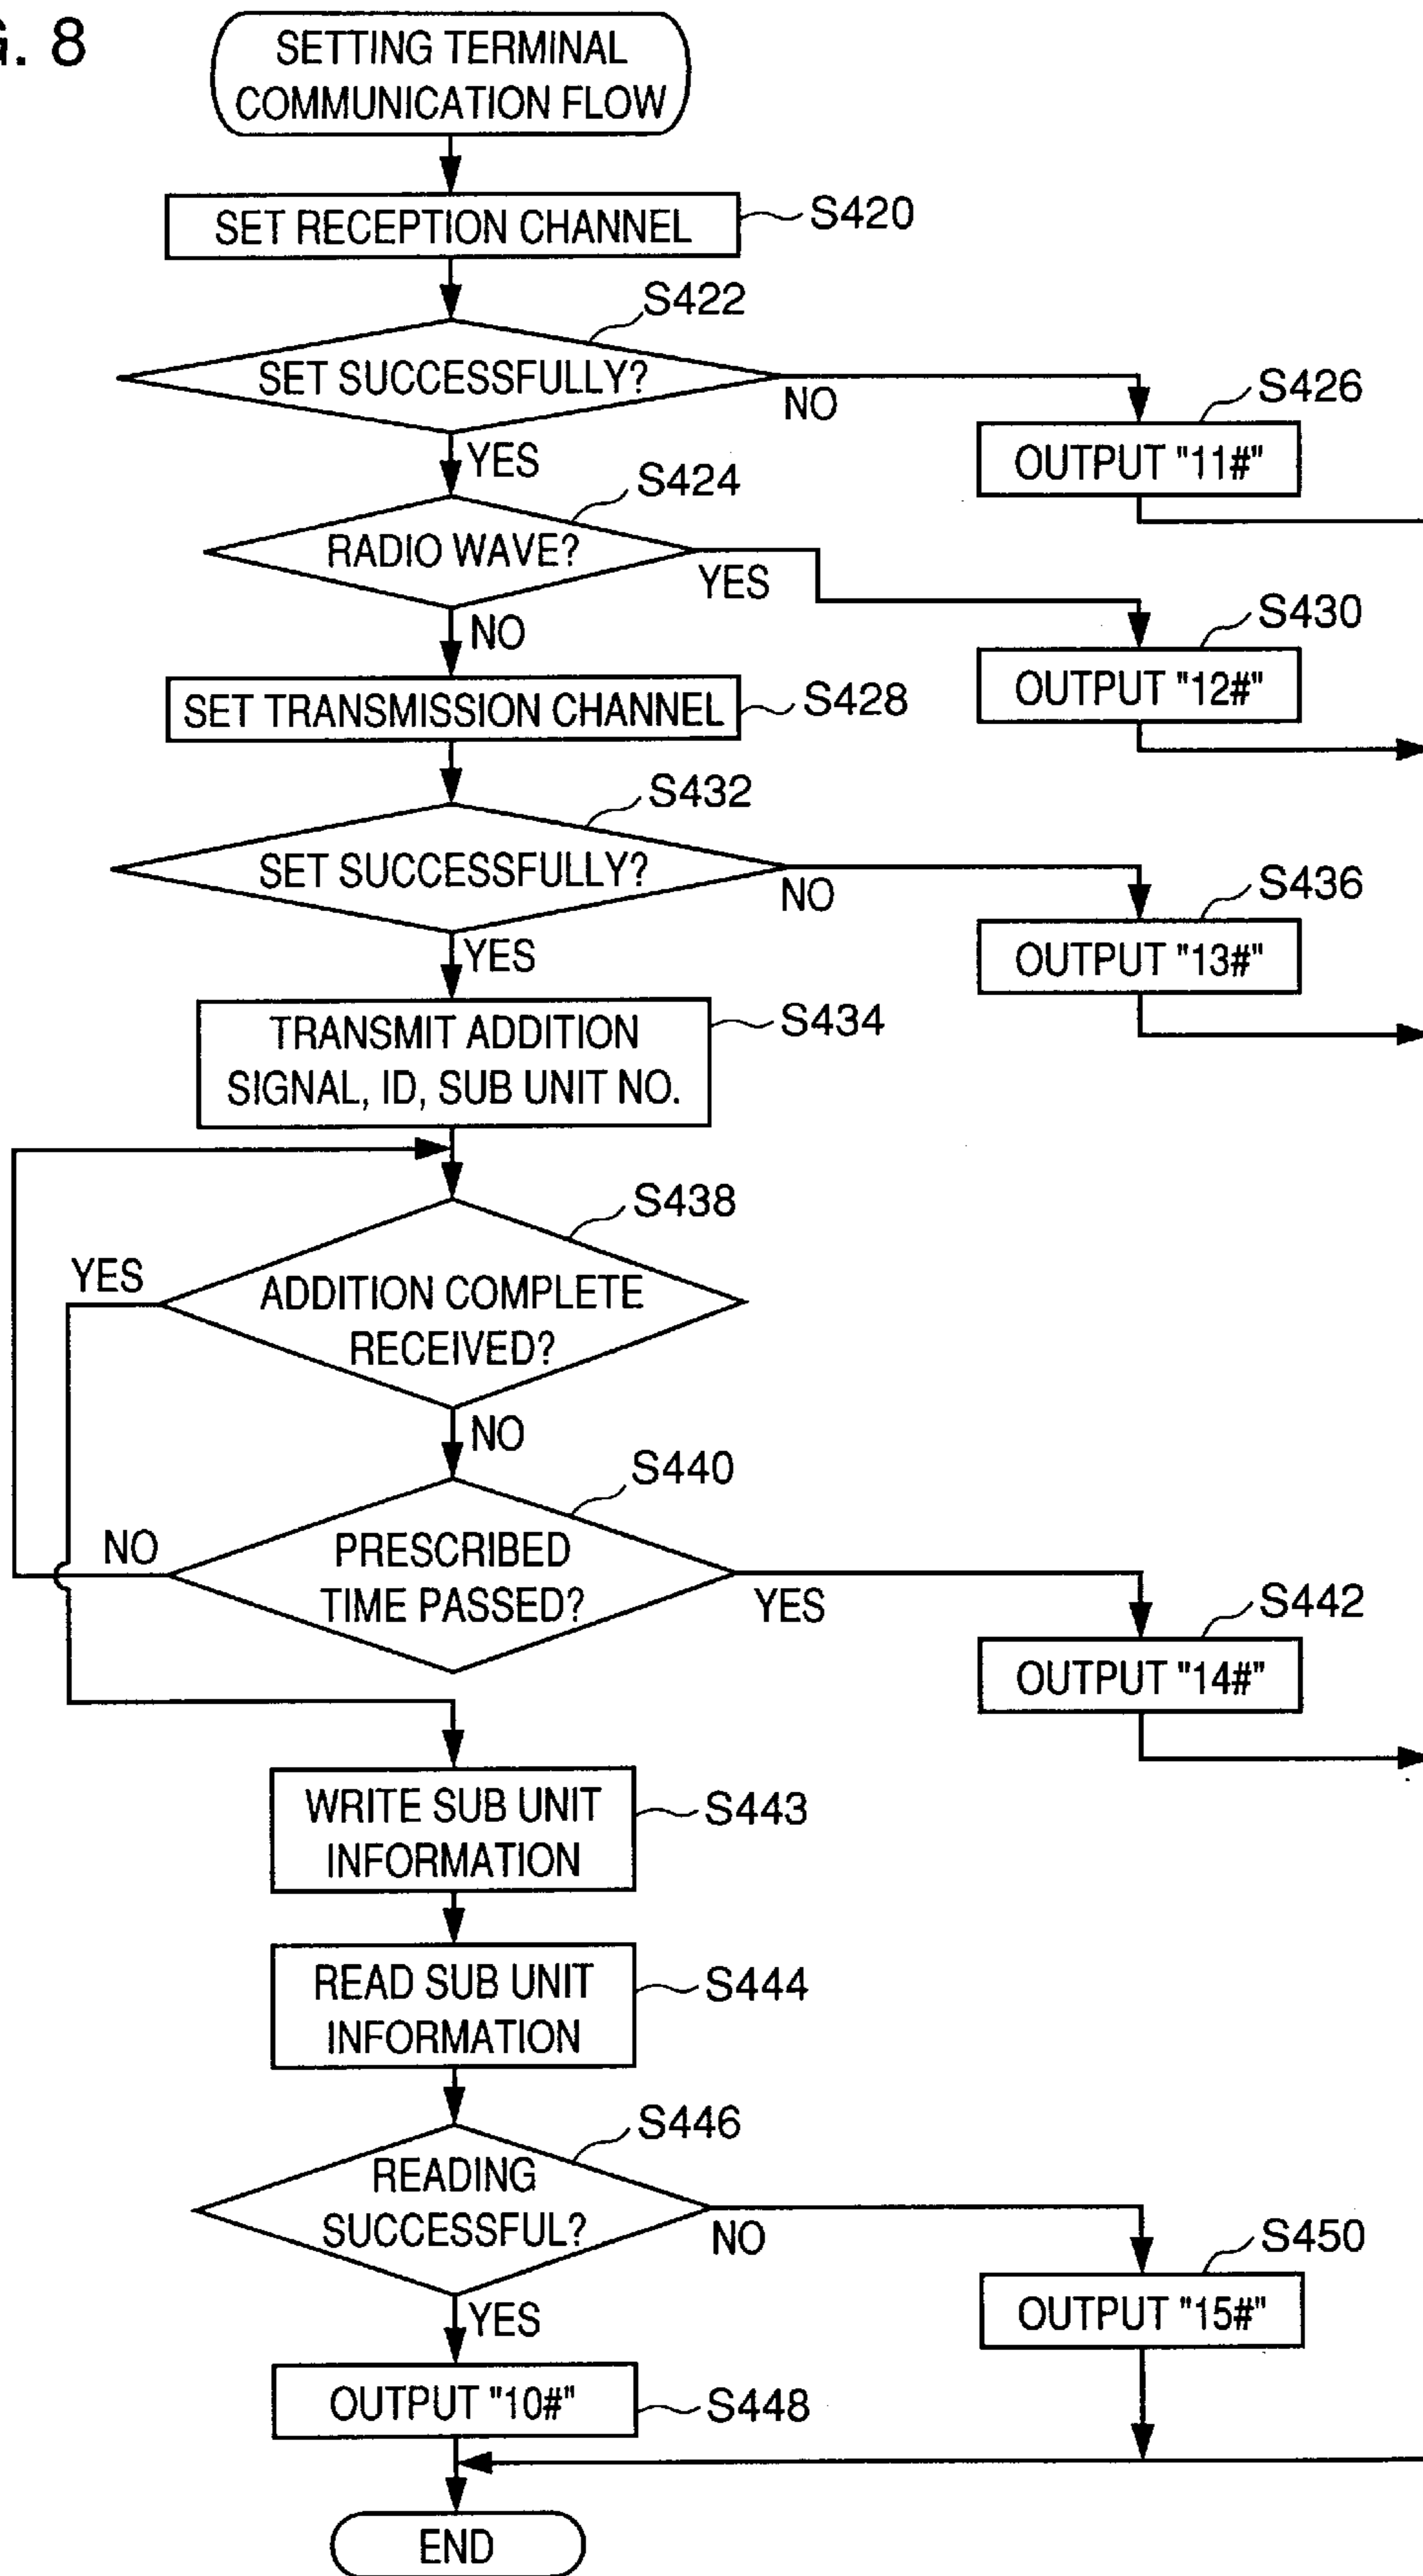 G. 8
SETTING TERMINAL
COMMUNICATION FLOW
SET RECEPTION CHANNEL
S420
S422
SET SUCCESSFULLY?
NO
S426
OUTPUT "11#"
YES
S424
RADIO WAVE?
YES
S430
OUTPUT "12#"
NO
SET TRANSMISSION CHANNEL
S428
S432
SET SUCCESSFULLY?
NO
S436
OUTPUT "13#"
YES
TRANSMIT ADDITION
SIGNAL, ID, SUB UNIT NO.
S434
S438
YES
ADDITION COMPLETE
RECEIVED?
NO
S440
NO
PRESCRIBED
TIME PASSED?
YES
S442
OUTPUT "14#"
WRITE SUB UNIT
INFORMATION
S443
READ SUB UNIT
INFORMATION
S444
S446
READING
SUCCESSFUL?
NO
S450
OUTPUT "15#"
YES
OUTPUT "10#"
S448
END